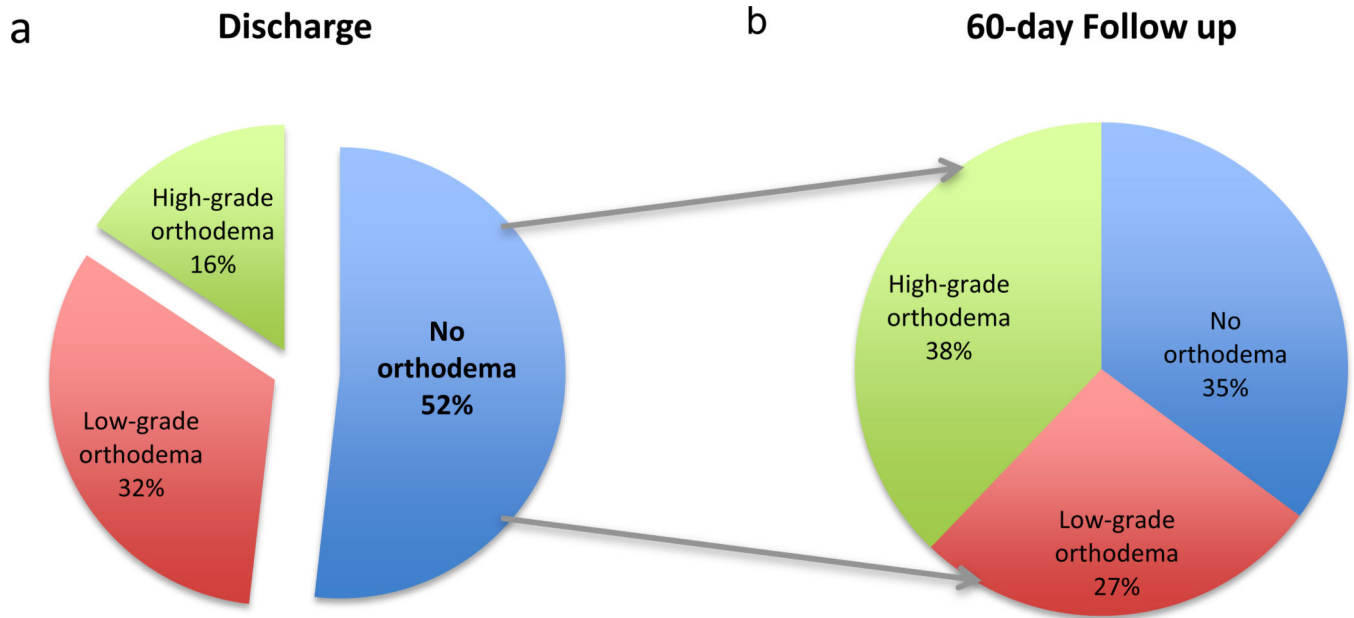 a
Discharge
b
60-day Follow up
High-grade
orthodema
16%
Low-grade
orthodema
32%
No
orthodema
52%
High-grade
orthodema
38%
No
orthodema
35%
Low-grade
orthodema
27%